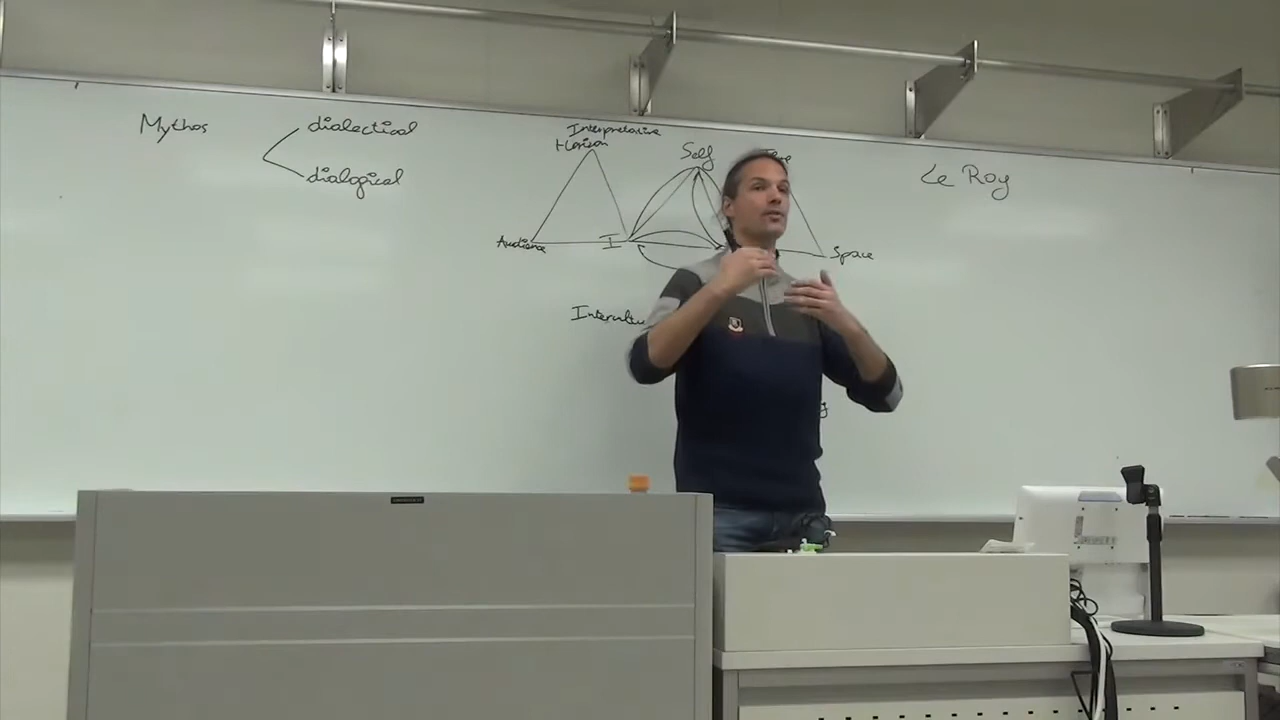 Mythos
dialectical
dialogical
Interpretative
Horizon
Self
Audience
I
Space
Le Roy